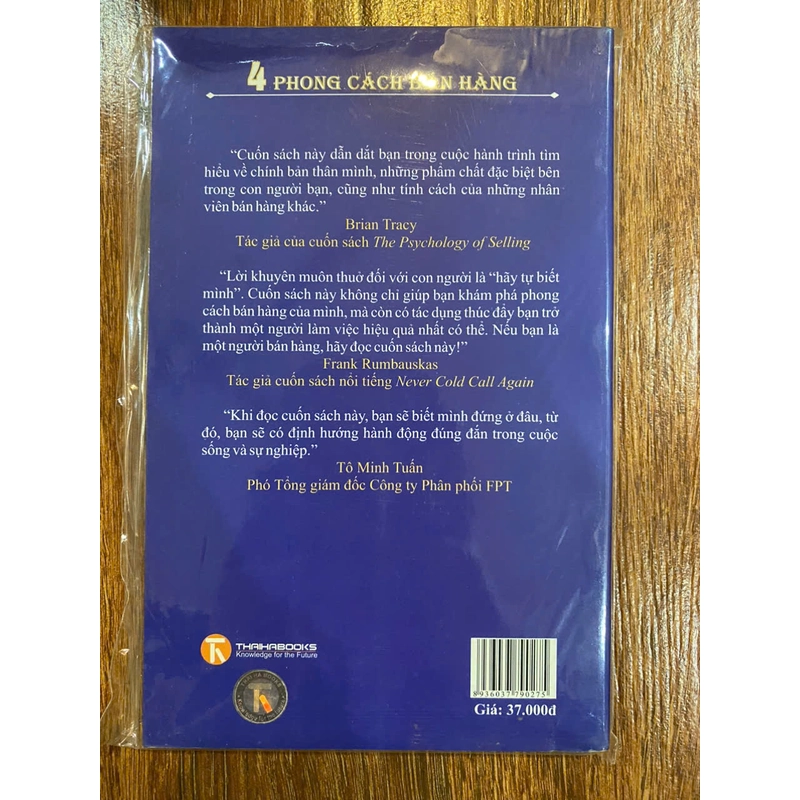 4 PHONG CÁCH BÁN HÀNG
“Cuốn sách này dẫn dắt bạn trong cuộc hành trình tìm
hiểu về chính bản thân mình, những phẩm chất đặc biệt bên
trong con người bạn, cũng như tính cách của những nhân
viên bán hàng khác.”
Brian Tracy
Tác giả của cuốn sách The Psychology of Selling
“Lời khuyên muôn thuở đối với con người là “hãy tự biết
mình”. Cuốn sách này không chỉ giúp bạn khám phá phong
cách bán hàng của mình, mà còn có tác dụng thúc đẩy bạn trở
thành một người làm việc hiệu quả nhất có thể. Nếu bạn là
một người bán hàng, hãy đọc cuốn sách này!”
Frank Rumbauskas
Tác giả cuốn sách nổi tiếng Never Cold Call Again
“Khi đọc cuốn sách này, bạn sẽ biết mình đứng ở đâu, từ
đó, bạn sẽ có định hướng hành động đúng đắn trong cuộc
sống và sự nghiệp.”
Tô Minh Tuấn
Phó Tổng giám đốc Công ty Phân phối FPT
THAIHABOOKS
Knowledge for the Future
8936037790275
Giá: 37.000đ